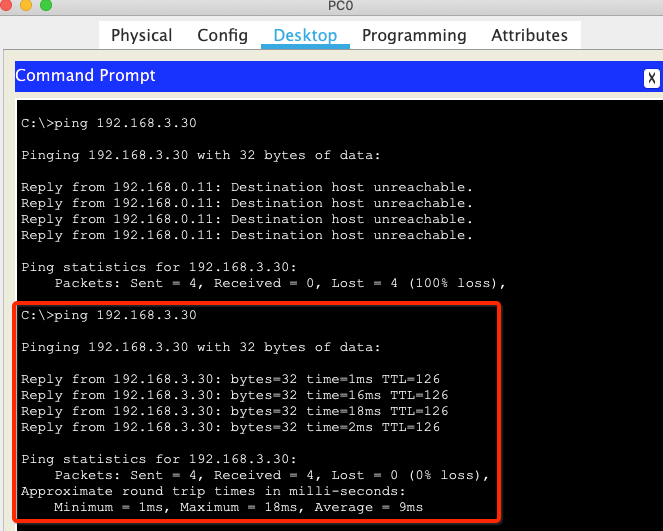 PC0
Physical Config Desktop Programming Attributes
Command Prompt X
C:\>ping 192.168.3.30
Pinging 192.168.3.30 with 32 bytes of data:
Reply from 192.168.0.11: Destination host unreachable.
Reply from 192.168.0.11: Destination host unreachable.
Reply from 192.168.0.11: Destination host unreachable.
Reply from 192.168.0.11: Destination host unreachable.
Ping statistics for 192.168.3.30:
Packets: Sent = 4, Received = 0, Lost = 4 (100% loss),
C:\>ping 192.168.3.30
Pinging 192.168.3.30 with 32 bytes of data:
Reply from 192.168.3.30: bytes=32 time=1ms TTL=126
Reply from 192.168.3.30: bytes=32 time=16ms TTL=126
Reply from 192.168.3.30: bytes=32 time=18ms TTL=126
Reply from 192.168.3.30: bytes=32 time=2ms TTL=126
Ping statistics for 192.168.3.30:
Packets: Sent = 4, Received = 4, Lost = 0 (0% loss),
Approximate round trip times in milli-seconds:
Minimum = 1ms, Maximum = 18ms, Average = 9ms